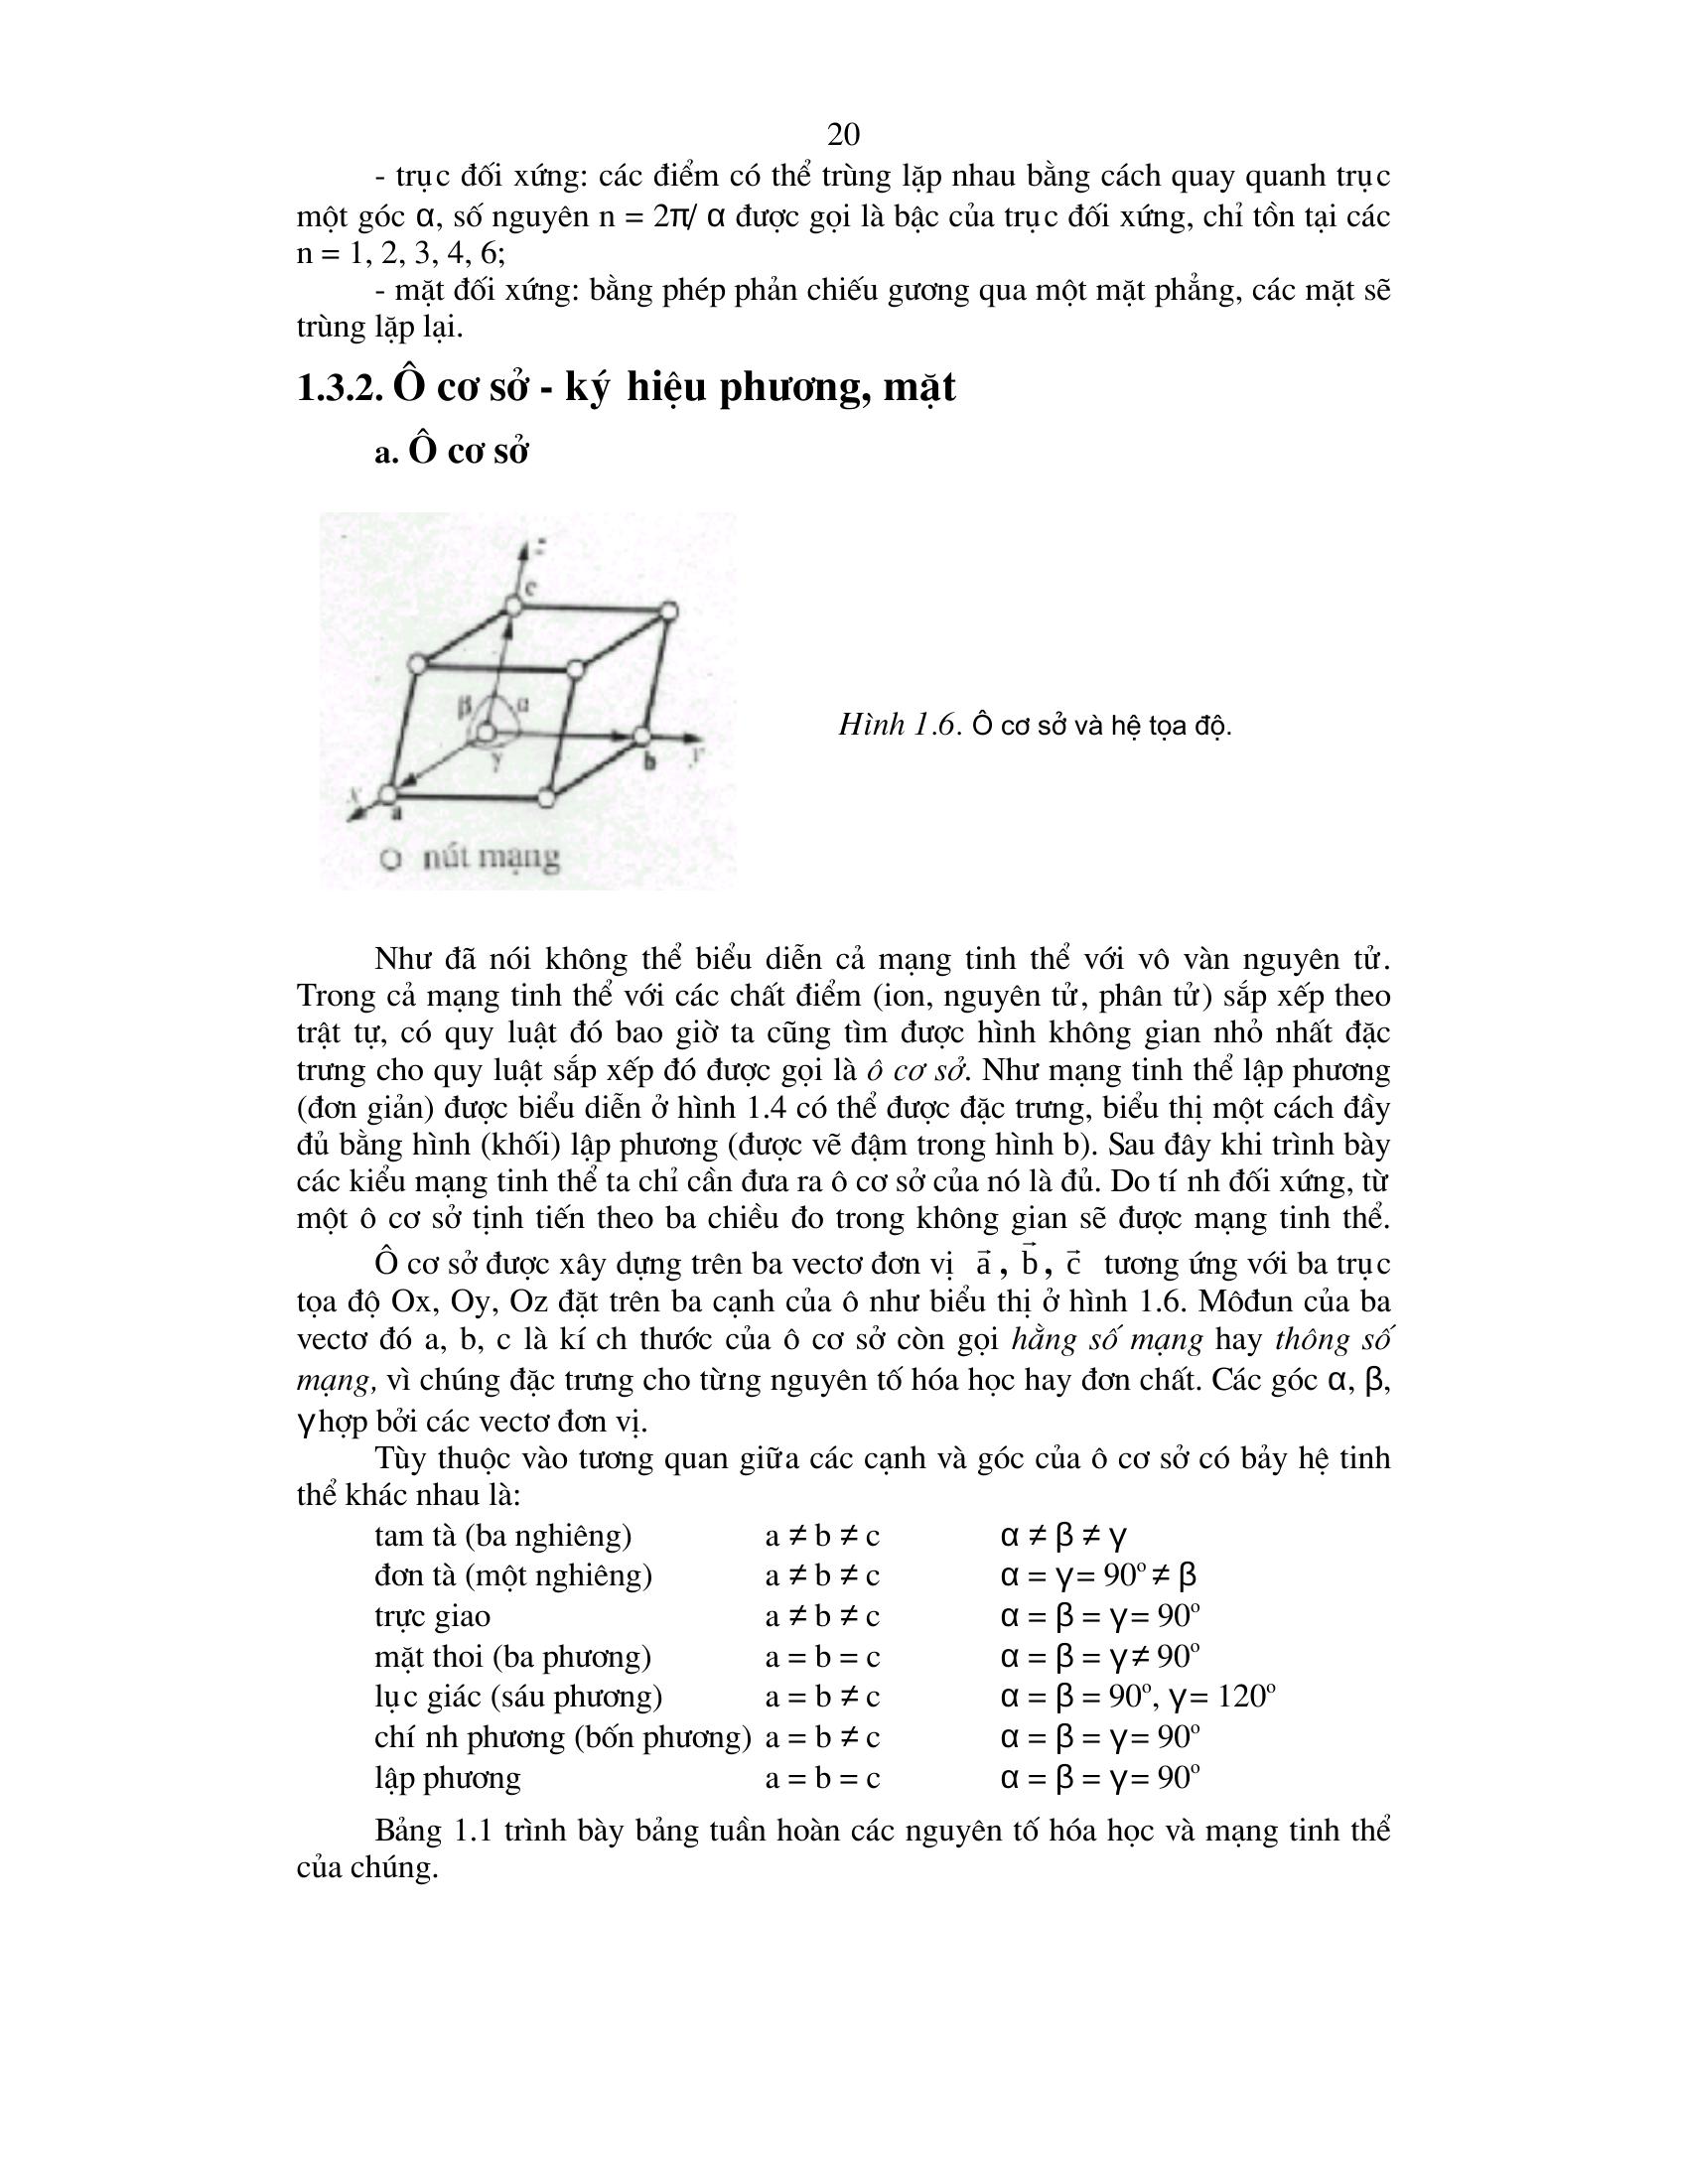 20
- trục đối xứng: các điểm có thể trùng lặp nhau bằng cách quay quanh trục
một góc α, số nguyên n = 2π/ α được gọi là bậc của trục đối xứng, chỉ tồn tại các
n = 1, 2, 3, 4, 6;
- mặt đối xứng: bằng phép phản chiếu gương qua một mặt phẳng, các mặt sẽ
trùng lặp lại.
1.3.2. Ô cơ sở - ký hiệu phương, mặt
a. Ô cơ sở
z
c
β α
γ
b y
x
a
nút mạng
Hình 1.6. Ô cơ sở và hệ tọa độ.
Như đã nói không thể biểu diễn cả mạng tinh thể với vô vàn nguyên tử.
Trong cả mạng tinh thể với các chất điểm (ion, nguyên tử, phân tử) sắp xếp theo
trật tự, có quy luật đó bao giờ ta cũng tìm được hình không gian nhỏ nhất đặc
trưng cho quy luật sắp xếp đó được gọi là ô cơ sở. Như mạng tinh thể lập phương
(đơn giản) được biểu diễn ở hình 1.4 có thể được đặc trưng, biểu thị một cách đầy
đủ bằng hình (khối) lập phương (được vẽ đậm trong hình b). Sau đây khi trình bày
các kiểu mạng tinh thể ta chỉ cần đưa ra ô cơ sở của nó là đủ. Do tính đối xứng, từ
một ô cơ sở tịnh tiến theo ba chiều đo trong không gian sẽ được mạng tinh thể.
Ô cơ sở được xây dựng trên ba vectơ đơn vị a⃗ , b⃗ , c⃗ tương ứng với ba trục
tọa độ Ox, Oy, Oz đặt trên ba cạnh của ô như biểu thị ở hình 1.6. Môđun của ba
vectơ đó a, b, c là kích thước của ô cơ sở còn gọi hằng số mạng hay thông số
mạng, vì chúng đặc trưng cho từng nguyên tố hóa học hay đơn chất. Các góc α, β,
γ hợp bởi các vectơ đơn vị.
Tùy thuộc vào tương quan giữa các cạnh và góc của ô cơ sở có bảy hệ tinh
thể khác nhau là:
tam tà (ba nghiêng) a ≠ b ≠ c α ≠ β ≠ γ
đơn tà (một nghiêng) a ≠ b ≠ c α = γ = 90º ≠ β
trực giao a ≠ b ≠ c α = β = γ = 90º
mặt thoi (ba phương) a = b = c α = β = γ ≠ 90º
lục giác (sáu phương) a = b ≠ c α = β = 90º, γ = 120º
chính phương (bốn phương) a = b ≠ c α = β = γ = 90º
lập phương a = b = c α = β = γ = 90º
Bảng 1.1 trình bày bảng tuần hoàn các nguyên tố hóa học và mạng tinh thể
của chúng.